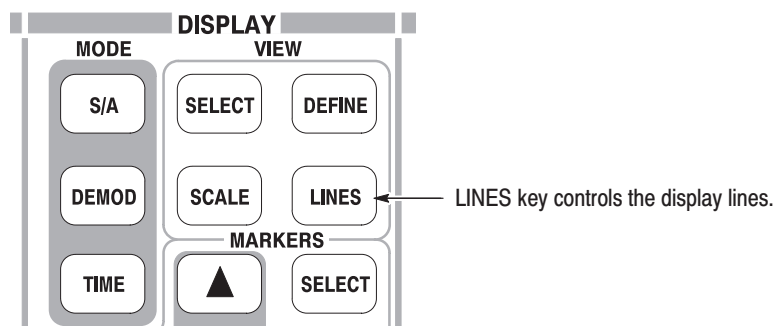 DISPLAY
MODE VIEW
S/A SELECT DEFINE
DEMOD SCALE LINES LINES key controls the display lines.
MARKERS
TIME ▲ SELECT